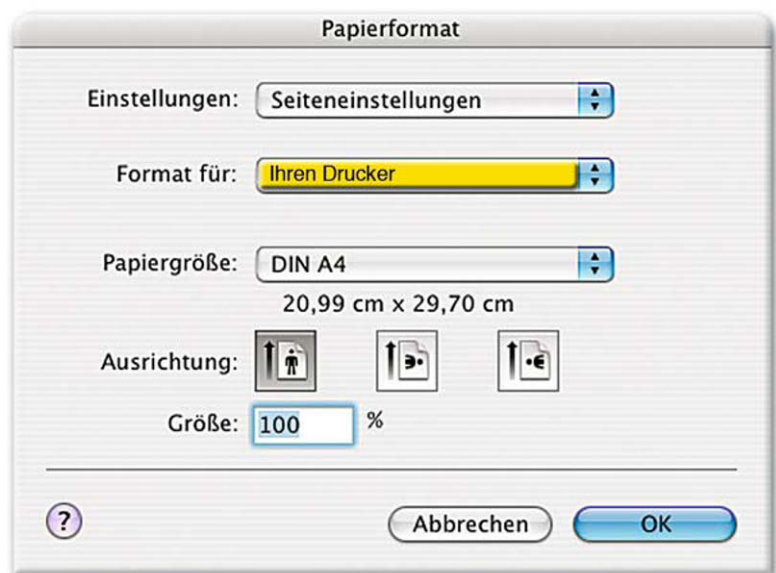 Papierformat
Einstellungen: Seiteneinstellungen
Format für: Ihren Drucker
Papiergröße: DIN A4
20,99 cm x 29,70 cm
Ausrichtung:
Größe: 100 %
? Abbrechen OK